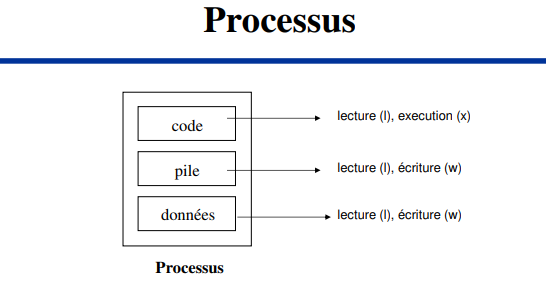 Processus
code
lecture (l), execution (x)
pile
lecture (l), écriture (w)
données
lecture (l), écriture (w)
Processus